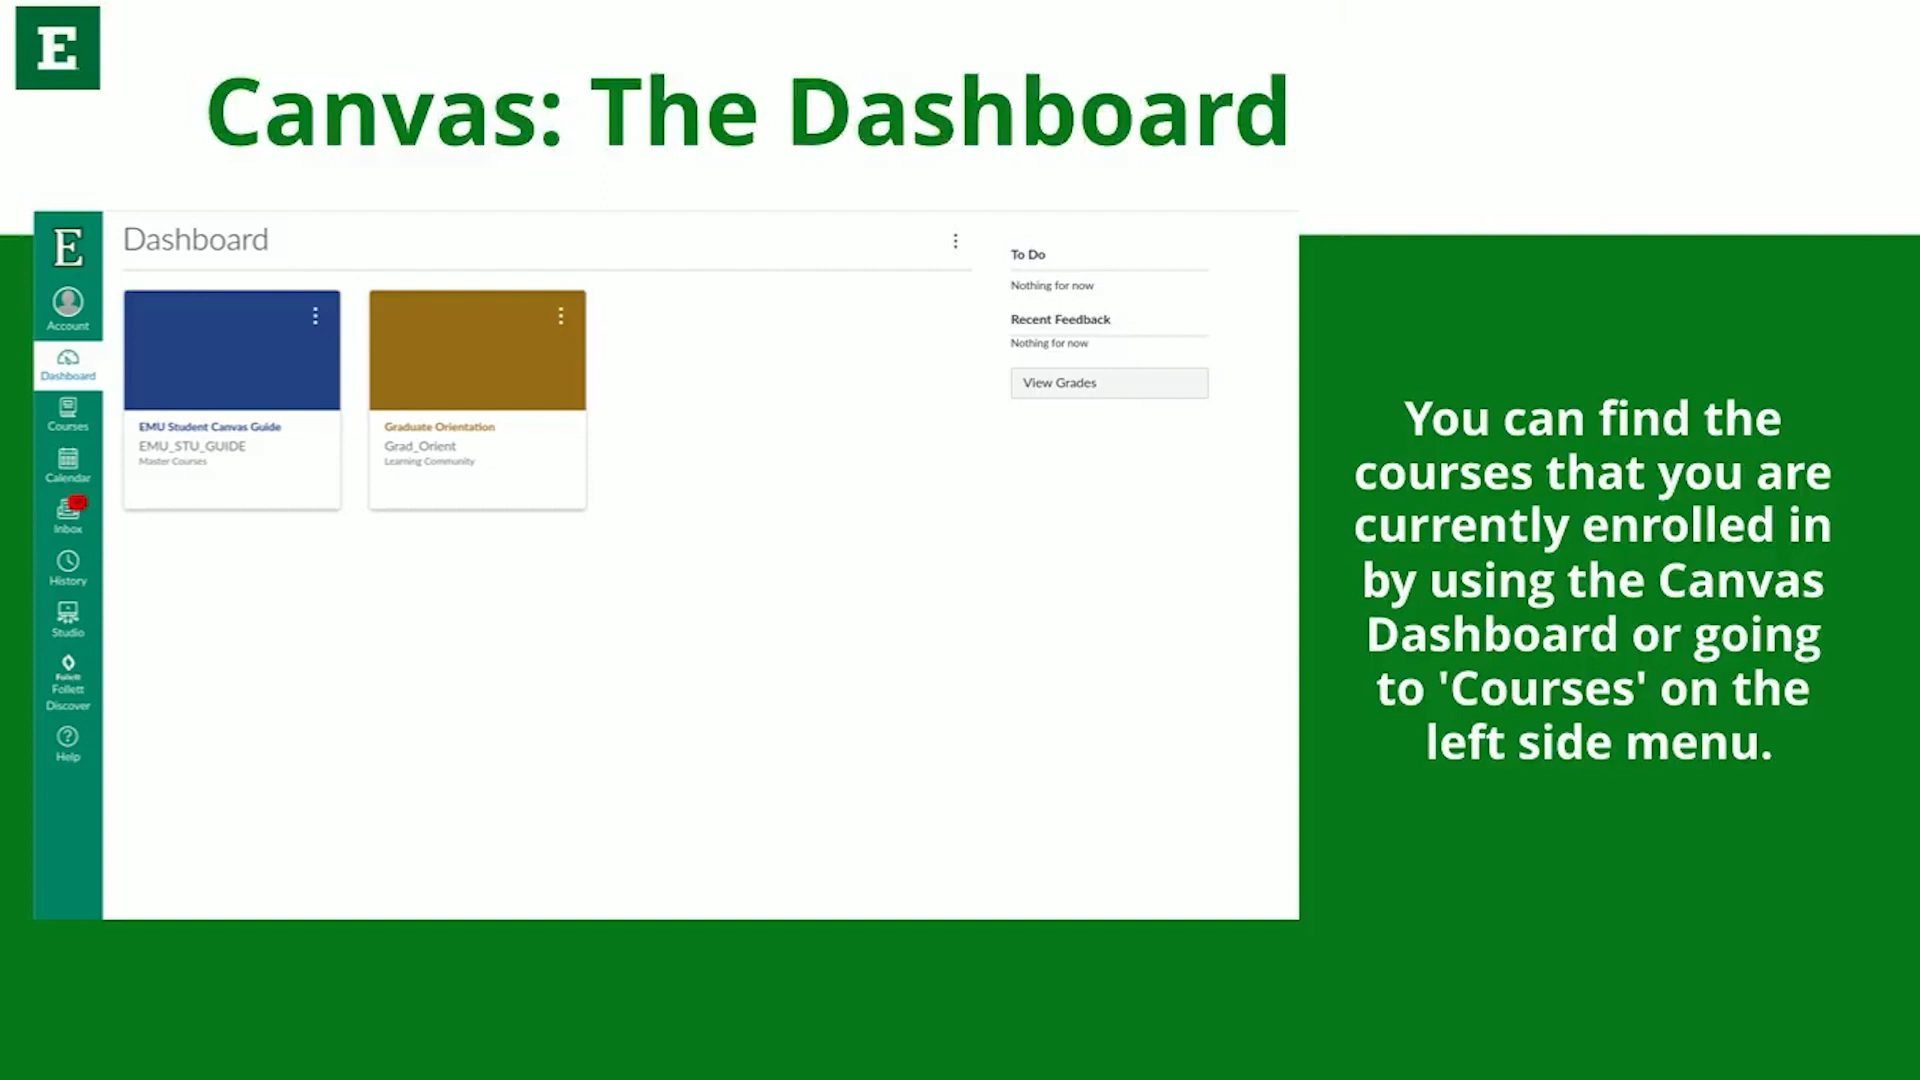 E
Canvas: The Dashboard
E
Account
Dashboard
Courses
Calendar
Inbox
History
Studio
Follett
Follett
Discover
Help
Dashboard
EMU Student Canvas Guide
EMU_STU_GUIDE
Master Courses
Graduate Orientation
Grad_Orient
Learning Community
To Do
Nothing for now
Recent Feedback
Nothing for now
View Grades
You can find the
courses that you are
currently enrolled in
by using the Canvas
Dashboard or going
to 'Courses' on the
left side menu.